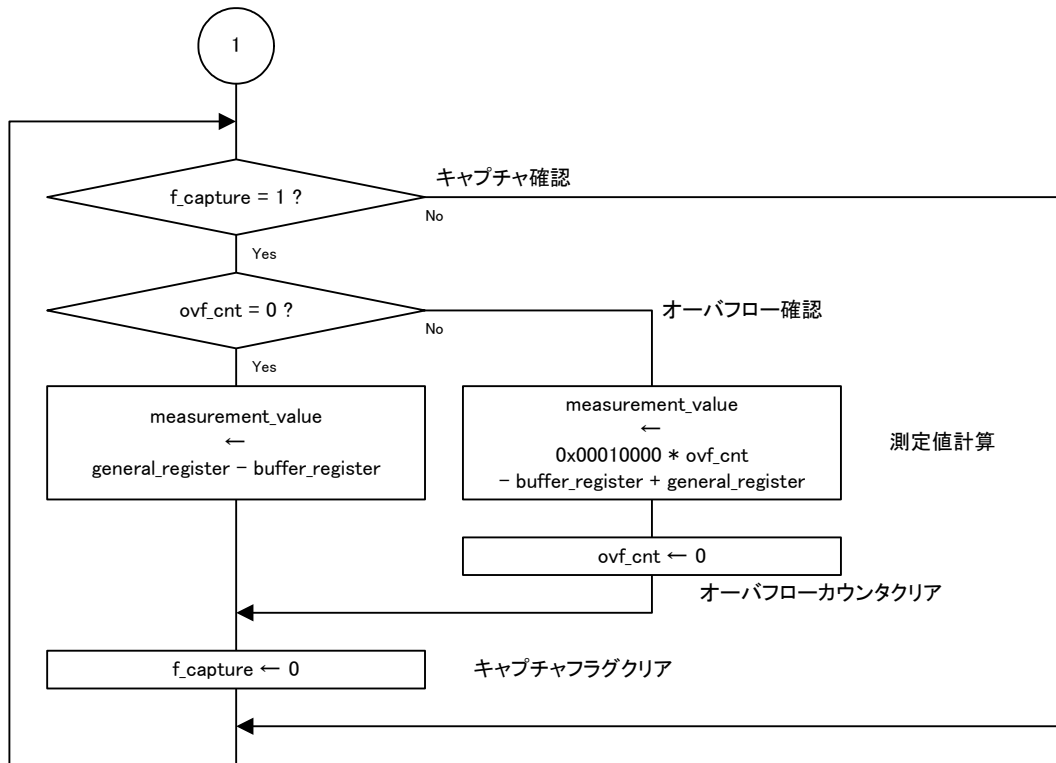 1
キャプチャ確認
f_capture = 1 ?
No
Yes
オーバフロー確認
ovf_cnt = 0 ?
No
Yes
measurement_value
←
general_register − buffer_register
measurement_value
←
0x00010000 * ovf_cnt
− buffer_register + general_register
測定値計算
ovf_cnt ← 0
オーバフローカウンタクリア
f_capture ← 0
キャプチャフラグクリア